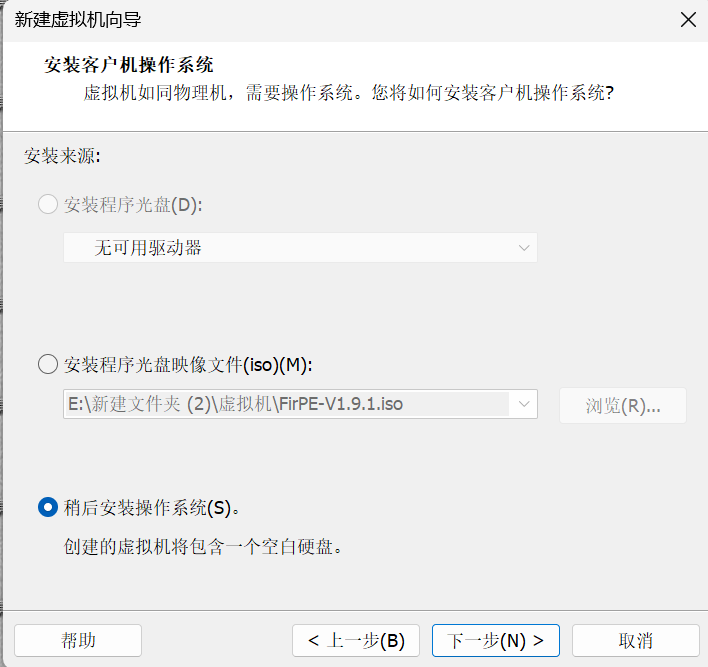 新建虚拟机向导
安装客户机操作系统
虚拟机如同物理机，需要操作系统。您将如何安装客户机操作系统?
安装来源:
安装程序光盘(D):
无可用驱动器
安装程序光盘映像文件(iso)(M):
E:\新建文件夹 (2)\虚拟机\FirPE-V1.9.1.iso
浏览(R)...
稍后安装操作系统(S)。
创建的虚拟机将包含一个空白硬盘。
帮助
< 上一步(B)
下一步(N) >
取消